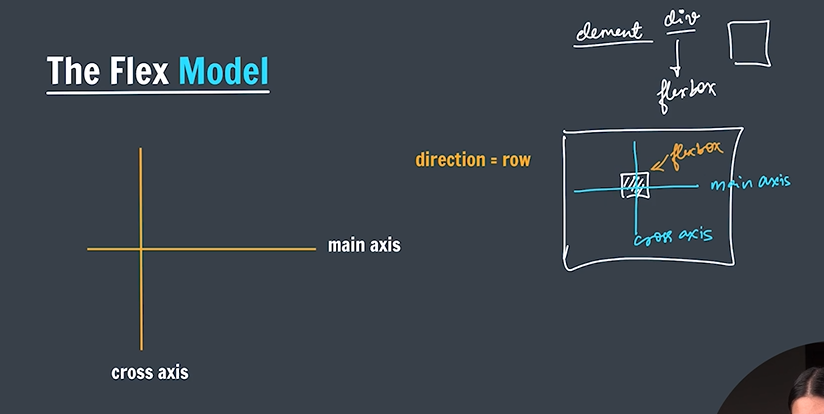 The Flex Model
element div
flexbox
direction = row
flexbox
main axis
cross axis
main axis
cross axis